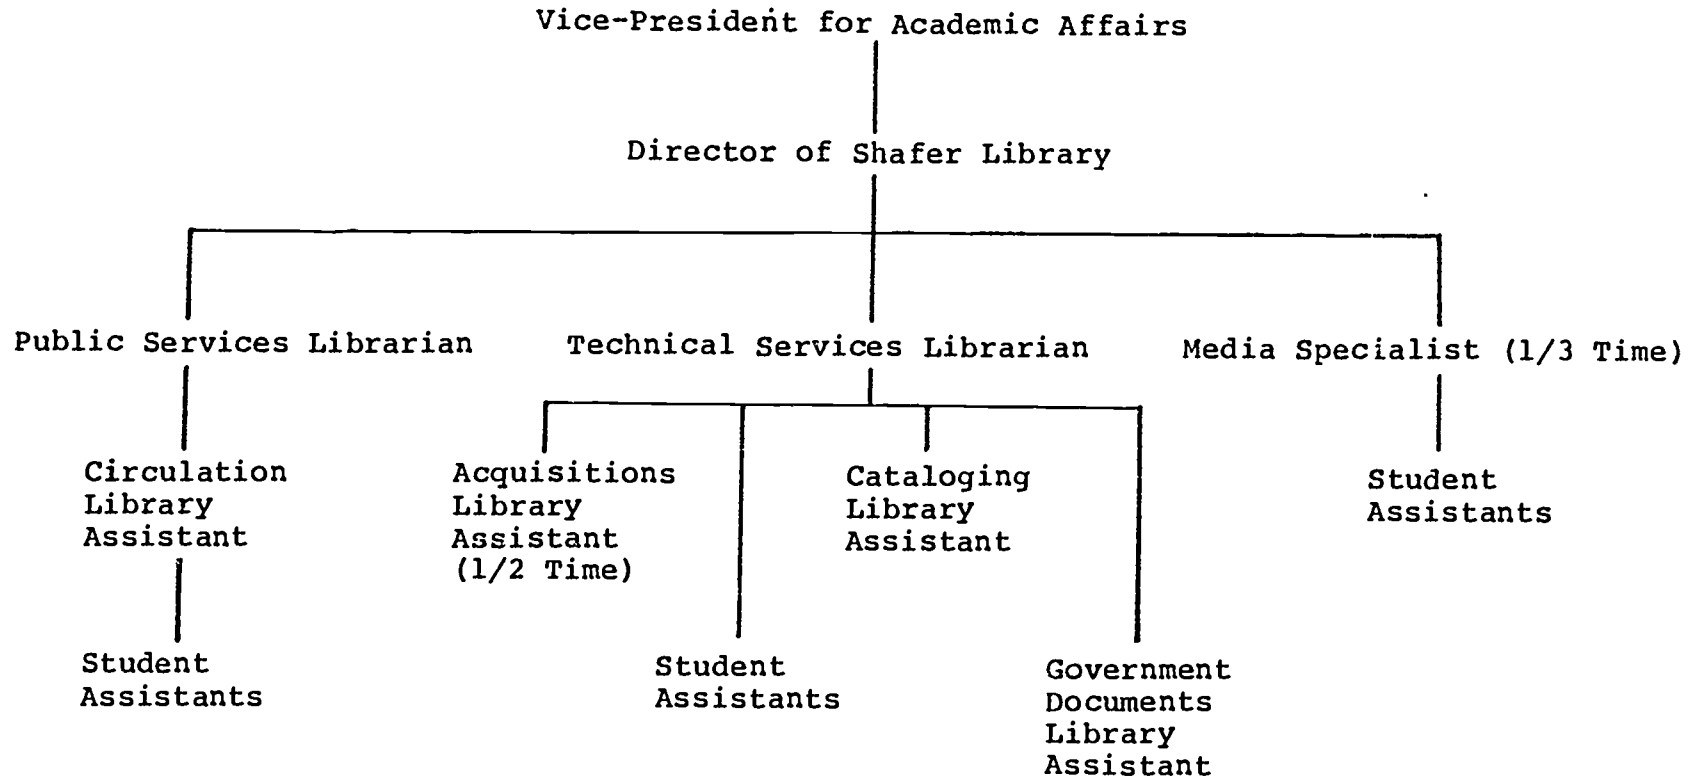 Vice-President for Academic Affairs
Director of Shafer Library
Public Services Librarian
Technical Services Librarian
Media Specialist (1/3 Time)
Circulation
Library
Assistant
Acquisitions
Library
Assistant
(1/2 Time)
Cataloging
Library
Assistant
Student
Assistants
Student
Assistants
Student
Assistants
Government
Documents
Library
Assistant